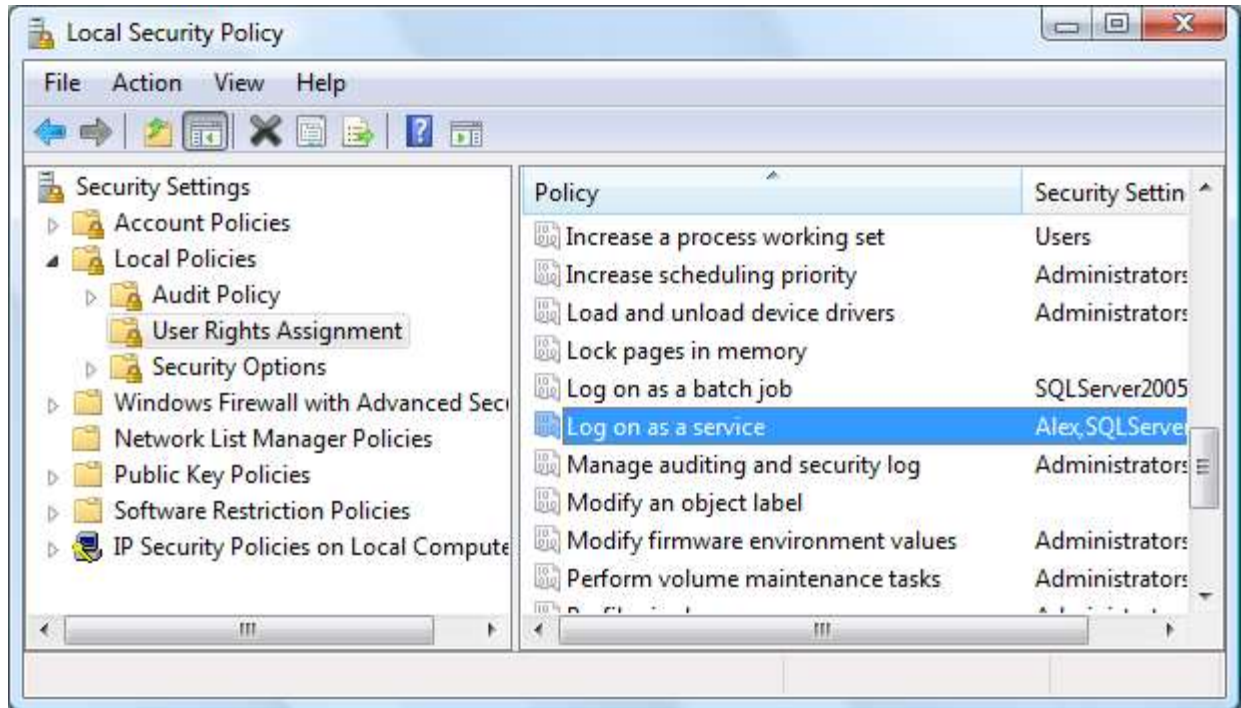 Local Security Policy
File Action View Help
Security Settings
Account Policies
Local Policies
Audit Policy
User Rights Assignment
Security Options
Windows Firewall with Advanced Sec
Network List Manager Policies
Public Key Policies
Software Restriction Policies
IP Security Policies on Local Compute
Policy Security Settin
Increase a process working set Users
Increase scheduling priority Administrators
Load and unload device drivers Administrators
Lock pages in memory
Log on as a batch job SQLServer2005
Log on as a service Alex,SQLServer
Manage auditing and security log Administrators
Modify an object label
Modify firmware environment values Administrators
Perform volume maintenance tasks Administrators